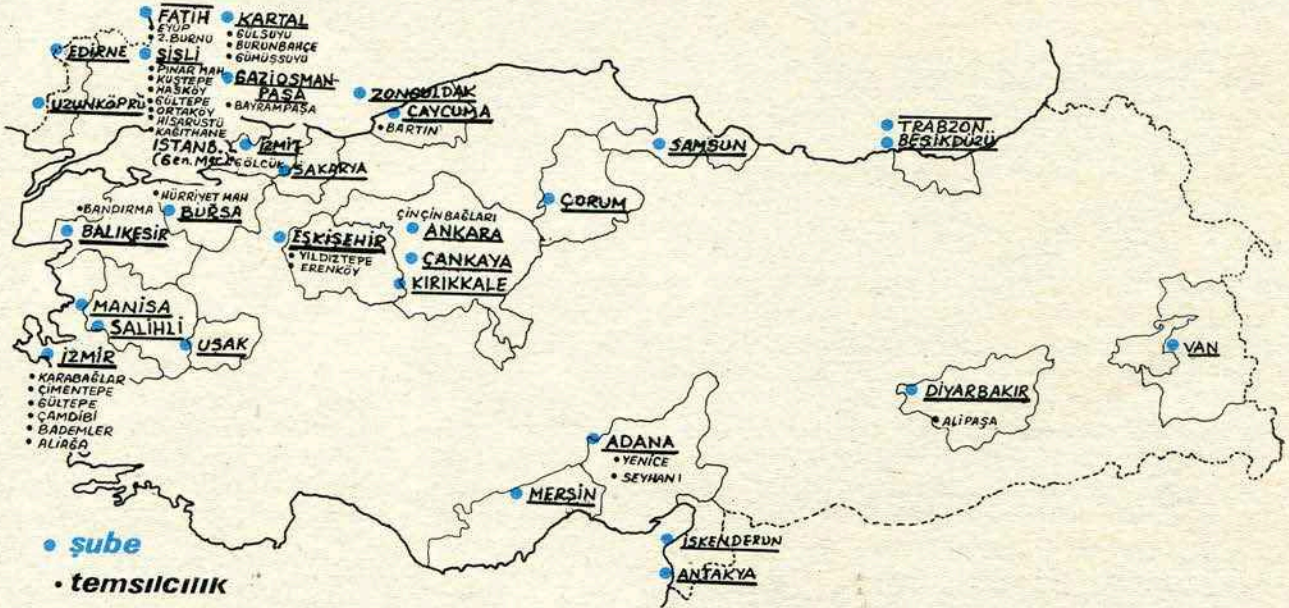 FATİH
• EYÜP
• Z.BURNU
ŞİŞLİ
• PINAR MAH
• KUŞTEPE
• HASKÖY
• GÜLTEPE
• ORTAKÖY
• HİSARÜSTÜ
• KAĞITHANE
İSTANB.
(Gen. Mrk)
KARTAL
• GÜLSUYU
• BURUNBAHÇE
• GÜMÜŞSUYU
GAZİOSMAN-
PAŞA
• BAYRAMPAŞA
EDİRNE
UZUNKÖPRÜ
ZONGULDAK
ÇAYCUMA
• BARTIN
İZMİT
GÖLCÜK
SAKARYA
SAMSUN
TRABZON
BEŞİKDÜZÜ
• HÜRRİYET MAH
BURSA
• BANDIRMA
BALIKESİR
ÇORUM
ESKİŞEHİR
• YILDIZTEPE
• ERENKÖY
ÇİNÇİN BAĞLARI
ANKARA
ÇANKAYA
KIRIKKALE
MANİSA
SALİHLİ
UŞAK
İZMİR
• KARABAĞLAR
• ÇİMENTEPE
• GÜLTEPE
• ÇAMDİBİ
• BADEMLER
• ALİAĞA
VAN
DİYARBAKIR
• ALİPAŞA
ADANA
• YENİCE
• SEYHAN
MERSİN
İSKENDERUN
ANTAKYA
• şube
• temsilcilik